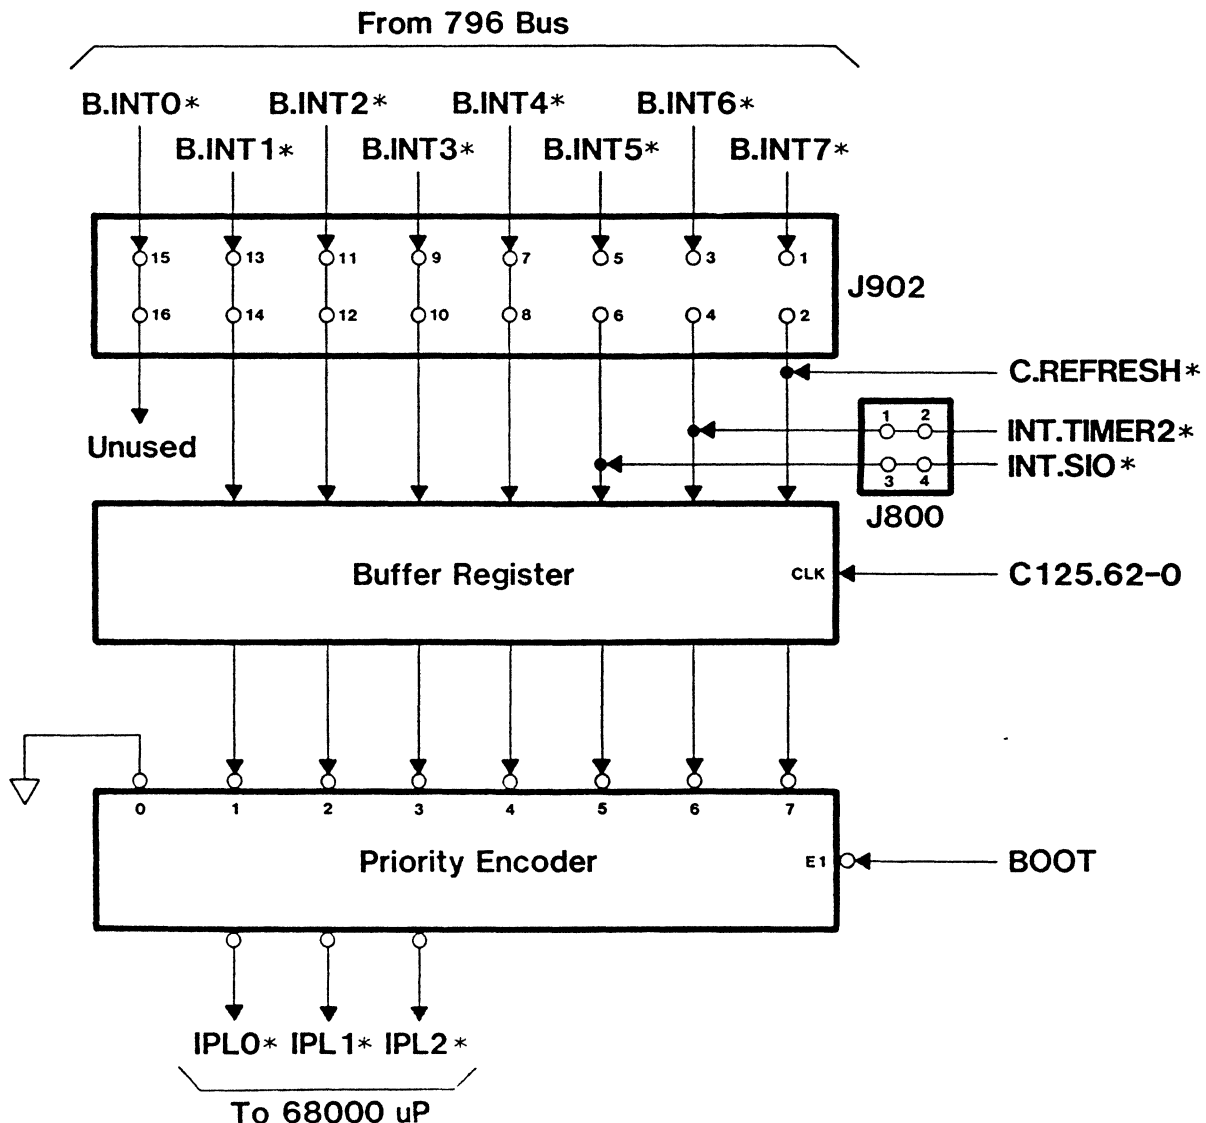 From 796 Bus
B.INT0* B.INT2* B.INT4* B.INT6*
B.INT1* B.INT3* B.INT5* B.INT7*
15 13 11 9 7 5 3 1
J902
16 14 12 10 8 6 4 2
C.REFRESH*
1 2
INT.TIMER2*
Unused
INT.SIO*
3 4
J800
Buffer Register
CLK
C125.62-0
0 1 2 3 4 5 6 7
Priority Encoder
E1
BOOT
IPL0* IPL1* IPL2*
To 68000 uP